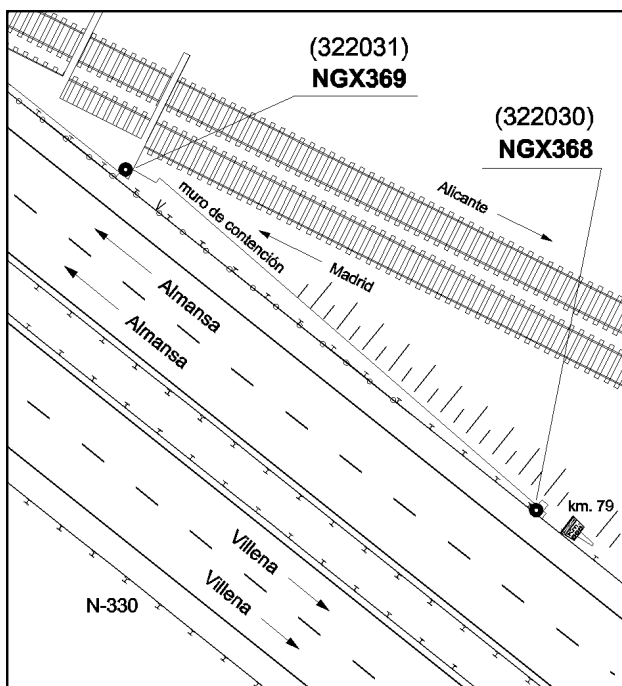 (322031)
NGX369
(322030)
NGX368
Alicante
muro de contención
Madrid
Almansa
Almansa
km. 79
Villena
Villena
N-330